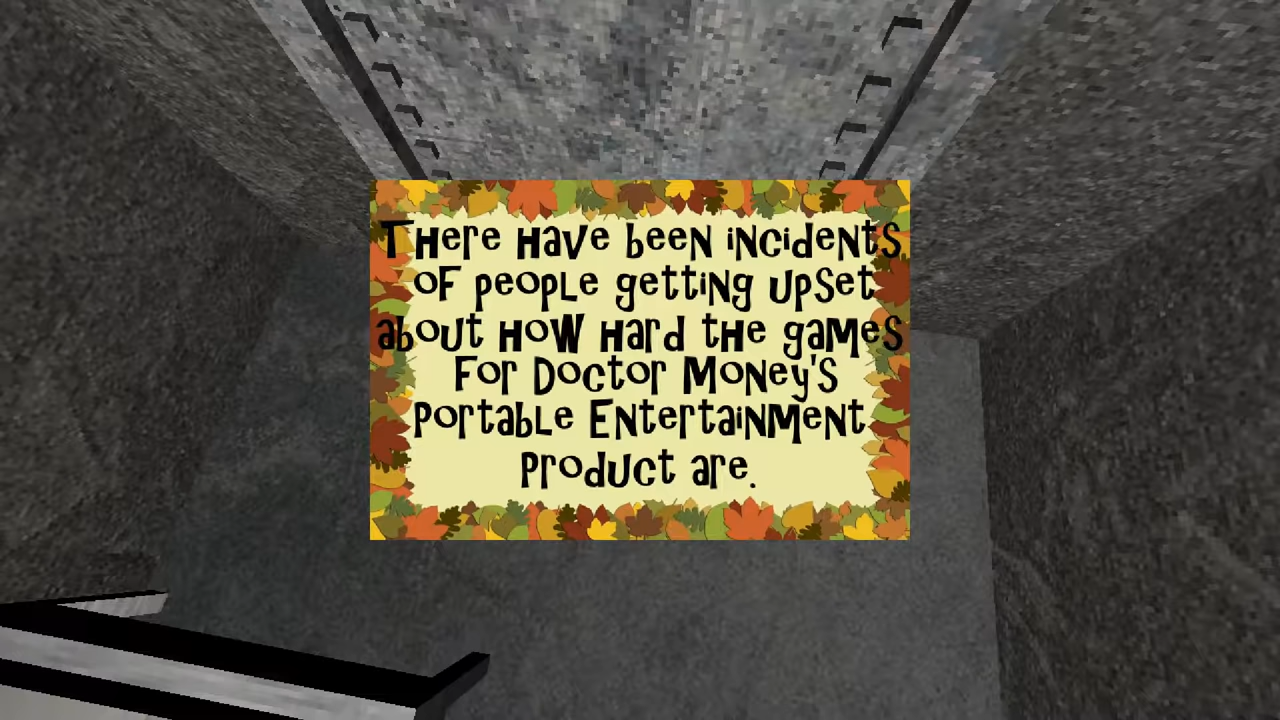 There have been incidents
of people getting upset
about how hard the games
for Doctor Money's
Portable Entertainment
Product are.